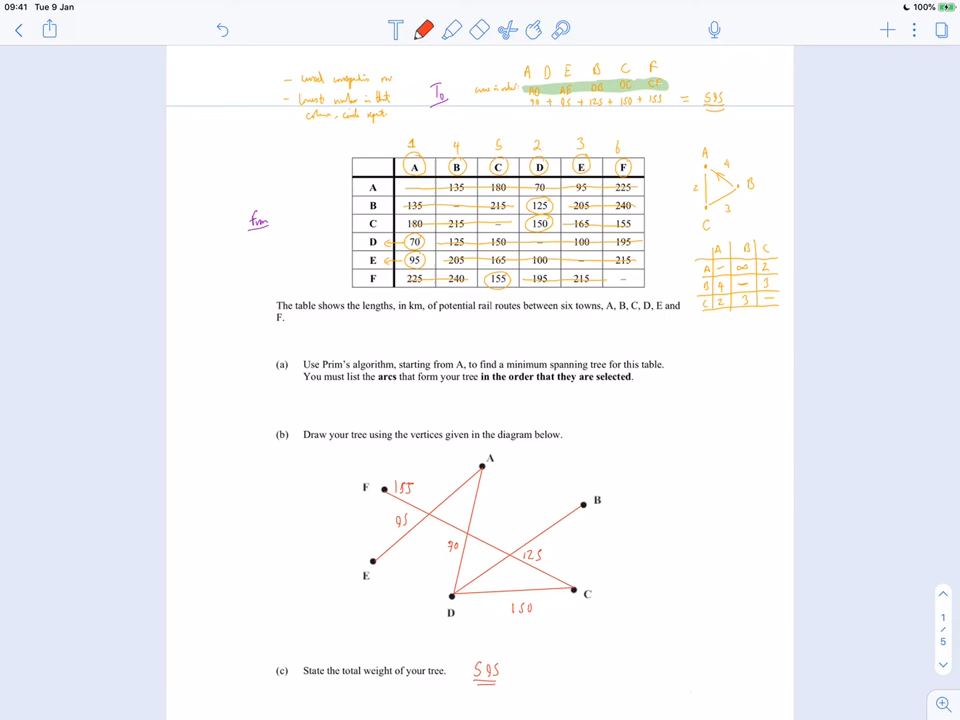 09:41 Tue 9 Jan 100%
A D E B C F
To
AD AE DB DC CF
70 + 95 + 125 + 150 + 155 = 595
1 4 5 2 3 6
A B C D E F
A – 135 180 70 95 225
B 135 – 215 125 205 240
C 180 215 – 150 165 155
D 70 125 150 – 100 195
E 95 205 165 100 – 215
F 225 240 155 195 215 –
from
A
4
2 B
3
C
A B C
A – ∞ 2
B 4 – 3
C 2 3 –
The table shows the lengths, in km, of potential rail routes between six towns, A, B, C, D, E and
F.
(a) Use Prim's algorithm, starting from A, to find a minimum spanning tree for this table.
You must list the arcs that form your tree in the order that they are selected.
(b) Draw your tree using the vertices given in the diagram below.
A
F 155
B
95
70 125
E
C
D 150
(c) State the total weight of your tree. 595
1
/
5